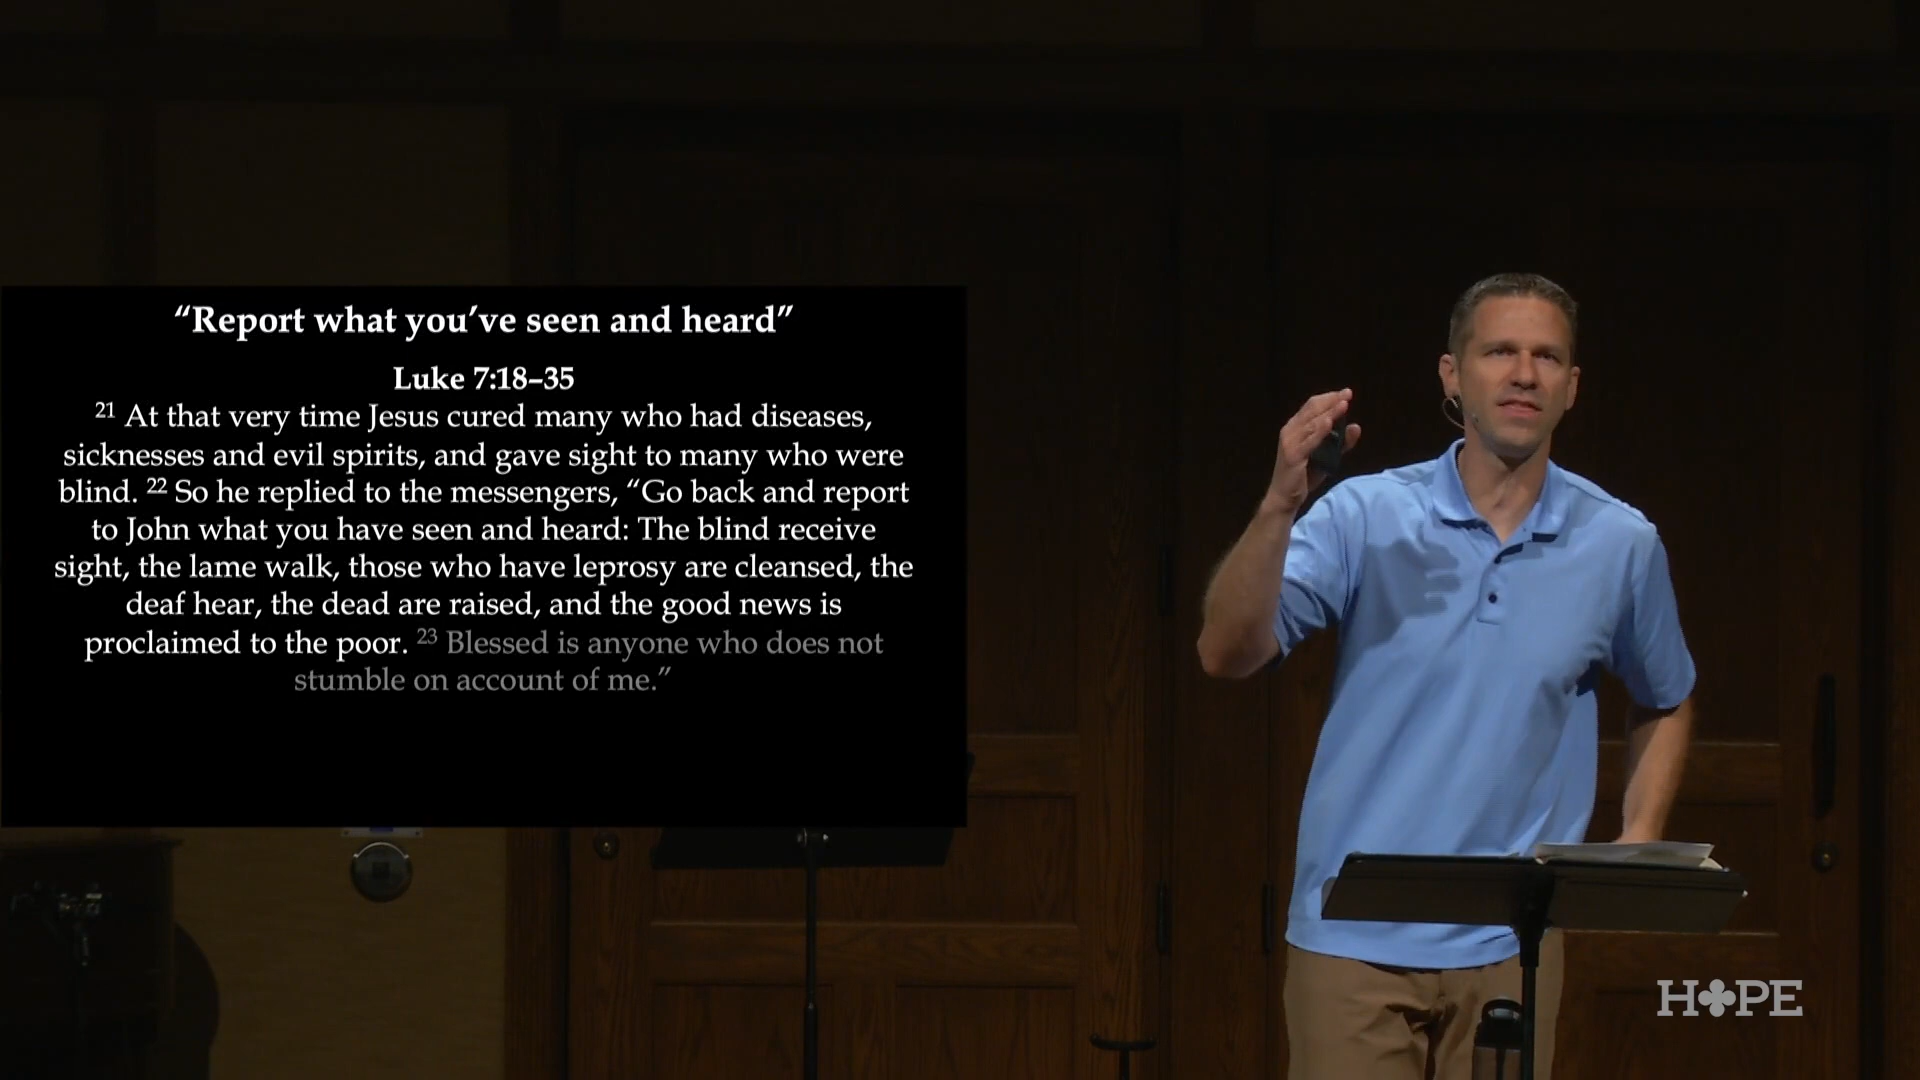 “Report what you’ve seen and heard”
Luke 7:18–35
21 At that very time Jesus cured many who had diseases,
sicknesses and evil spirits, and gave sight to many who were
blind. 22 So he replied to the messengers, “Go back and report
to John what you have seen and heard: The blind receive
sight, the lame walk, those who have leprosy are cleansed, the
deaf hear, the dead are raised, and the good news is
proclaimed to the poor. 23 Blessed is anyone who does not
stumble on account of me.”
HOPE